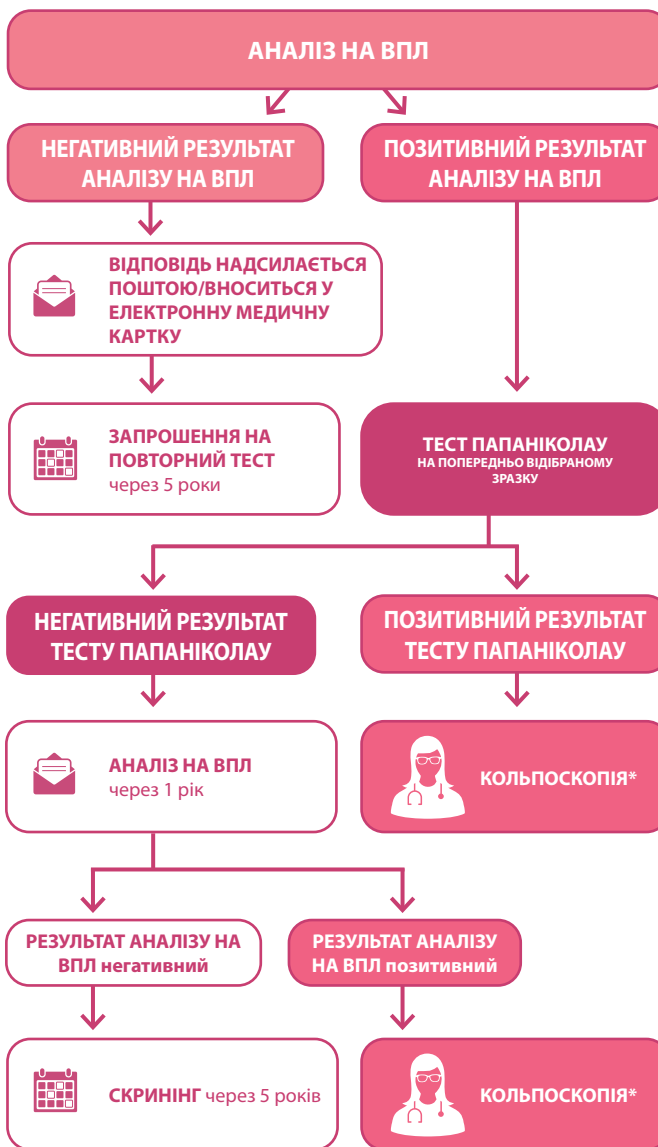 АНАЛІЗ НА ВПЛ
НЕГАТИВНИЙ РЕЗУЛЬТАТ
АНАЛІЗУ НА ВПЛ
ПОЗИТИВНИЙ РЕЗУЛЬТАТ
АНАЛІЗУ НА ВПЛ
ВІДПОВІДЬ НАДСИЛАЄТЬСЯ
ПОШТОЮ/ВНОСИТЬСЯ У
ЕЛЕКТРОННУ МЕДИЧНУ
КАРТКУ
ЗАПРОШЕННЯ НА
ПОВТОРНИЙ ТЕСТ
через 5 роки
ТЕСТ ПАПАНІКОЛАУ
НА ПОПЕРЕДНЬО ВІДІБРАНОМУ
ЗРАЗКУ
НЕГАТИВНИЙ РЕЗУЛЬТАТ
ТЕСТУ ПАПАНІКОЛАУ
ПОЗИТИВНИЙ РЕЗУЛЬТАТ
ТЕСТУ ПАПАНІКОЛАУ
АНАЛІЗ НА ВПЛ
через 1 рік
КОЛЬПОСКОПІЯ*
РЕЗУЛЬТАТ АНАЛІЗУ НА
ВПЛ негативний
РЕЗУЛЬТАТ АНАЛІЗУ
НА ВПЛ позитивний
СКРИНІНГ через 5 років
КОЛЬПОСКОПІЯ*